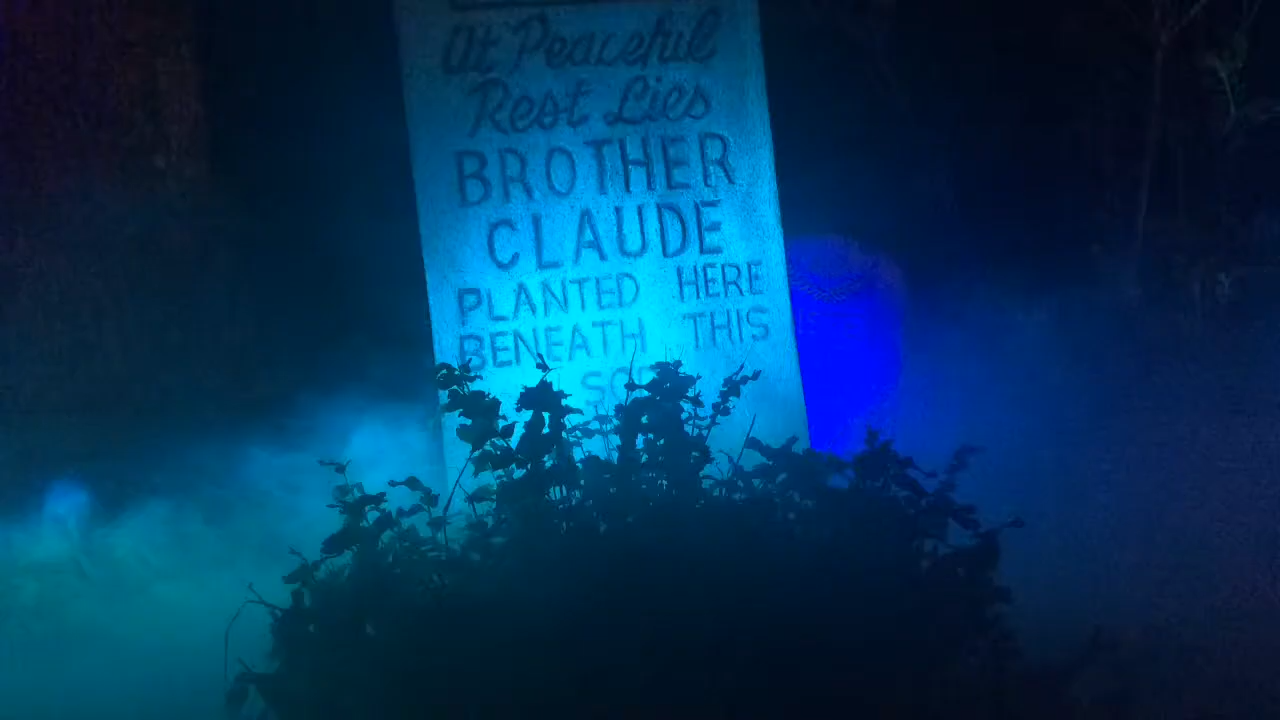 At Peaceful
Rest Lies
BROTHER
CLAUDE
PLANTED HERE
BENEATH THIS